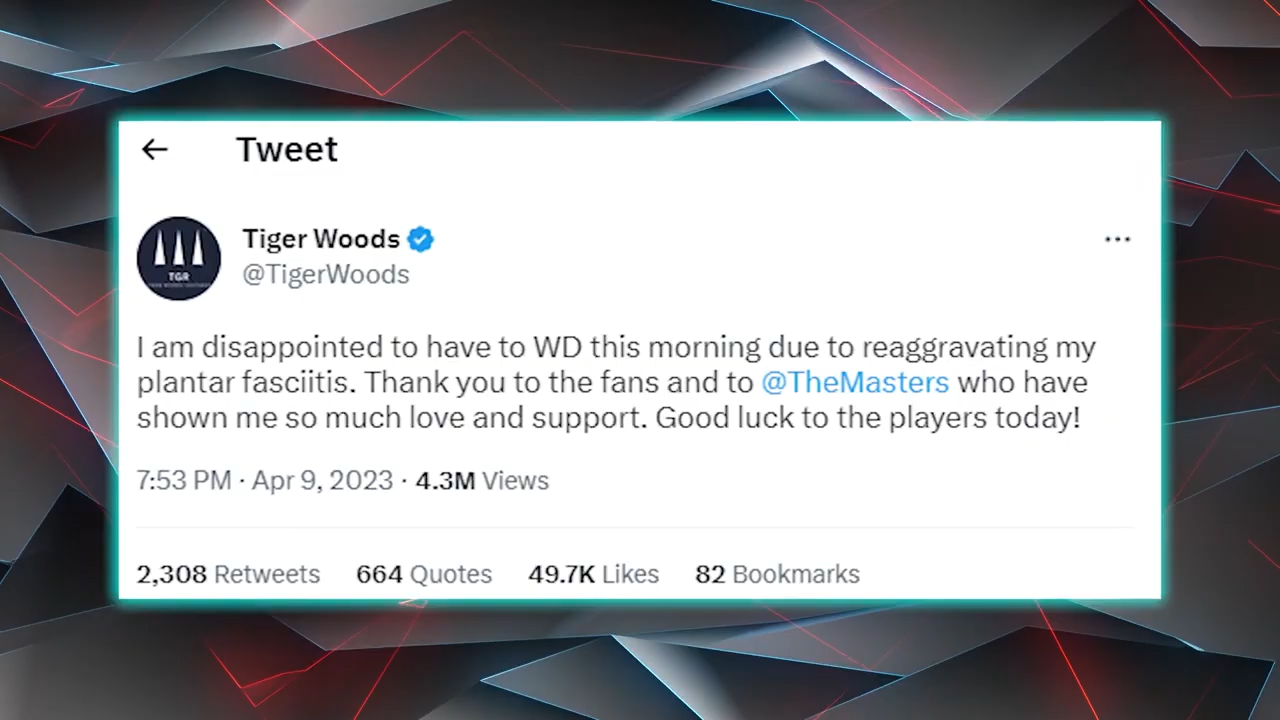 Tweet
TGR
Tiger Woods
@TigerWoods
I am disappointed to have to WD this morning due to reaggravating my
plantar fasciitis. Thank you to the fans and to @TheMasters who have
shown me so much love and support. Good luck to the players today!
7:53 PM · Apr 9, 2023 · 4.3M Views
2,308 Retweets 664 Quotes 49.7K Likes 82 Bookmarks